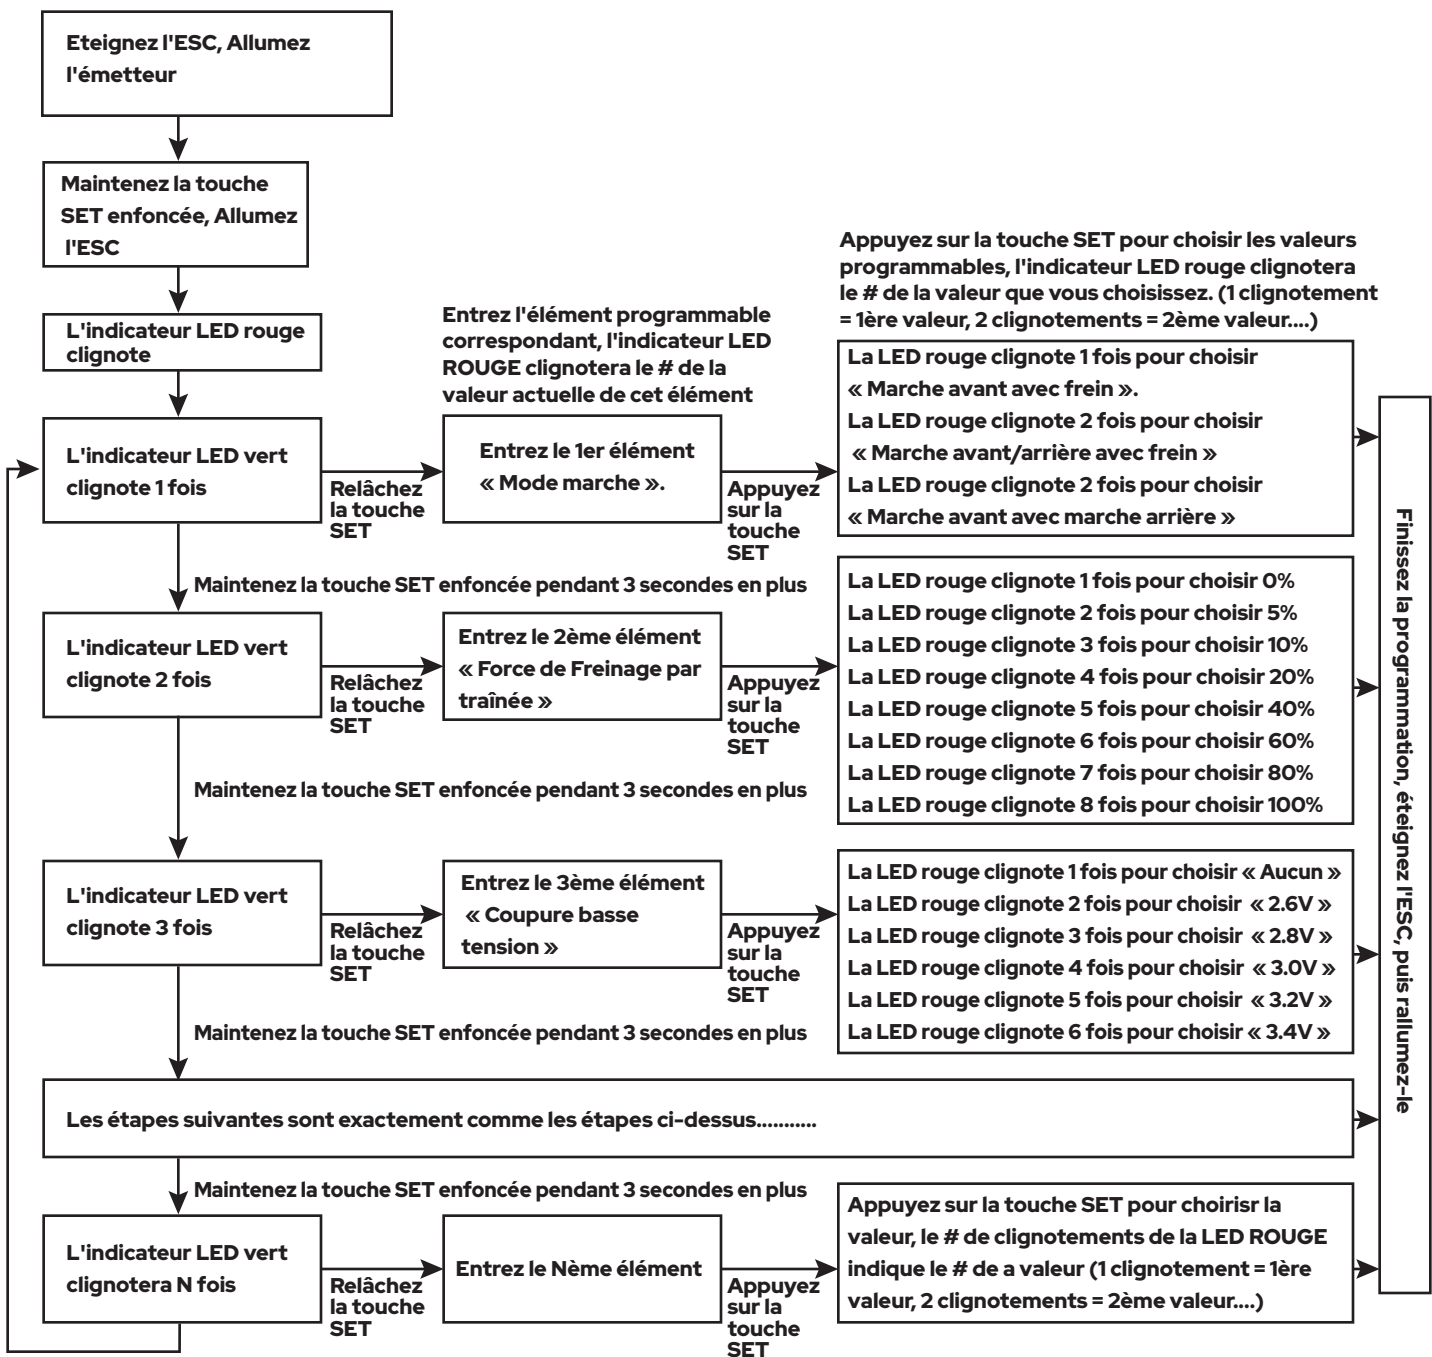 Eteignez l'ESC, Allumez
l'émetteur
Maintenez la touche
SET enfoncée, Allumez
l'ESC
L'indicateur LED rouge
clignote
Entrez l'élément programmable
correspondant, l'indicateur LED
ROUGE clignotera le # de la
valeur actuelle de cet élémént
Appuyez sur la touche SET pour choisir les valeurs
programmables, l'indicateur LED rouge clignotera
le # de la valeur que vous choisissez. (1 clignotement
= 1ère valeur, 2 clignotements = 2ème valeur....)
L'indicateur LED vert
clignote 1 fois
Relâchez
la touche
SET
Entrez le 1er élémént
« Mode marche ».
Appuyez
sur la
touche
SET
La LED rouge clignote 1 fois pour choisir
« Marche avant avec frein ».
La LED rouge clignote 2 fois pour choisir
« Marche avant/arrière avec frein »
La LED rouge clignote 2 fois pour choisir
« Marche avant avec marche arrière »
Maintenez la touche SET enfoncée pendant 3 secondes en plus
L'indicateur LED vert
clignote 2 fois
Relâchez
la touche
SET
Entrez le 2ème élémént
« Force de Freinage par
traînée »
Appuyez
sur la
touche
SET
La LED rouge clignote 1 fois pour choisir 0%
La LED rouge clignote 2 fois pour choisir 5%
La LED rouge clignote 3 fois pour choisir 10%
La LED rouge clignote 4 fois pour choisir 20%
La LED rouge clignote 5 fois pour choisir 40%
La LED rouge clignote 6 fois pour choisir 60%
La LED rouge clignote 7 fois pour choisir 80%
La LED rouge clignote 8 fois pour choisir 100%
Maintenez la touche SET enfoncée pendant 3 secondes en plus
L'indicateur LED vert
clignote 3 fois
Relâchez
la touche
SET
Entrez le 3ème élémént
« Coupure basse
tension »
Appuyez
sur la
touche
SET
La LED rouge clignote 1 fois pour choisir « Aucun »
La LED rouge clignote 2 fois pour choisir « 2.6V »
La LED rouge clignote 3 fois pour choisir « 2.8V »
La LED rouge clignote 4 fois pour choisir « 3.0V »
La LED rouge clignote 5 fois pour choisir « 3.2V »
La LED rouge clignote 6 fois pour choisir « 3.4V »
Maintenez la touche SET enfoncée pendant 3 secondes en plus
Les étapes suivantes sont exactement comme les étapes ci-dessus...........
Maintenez la touche SET enfoncée pendant 3 secondes en plus
L'indicateur LED vert
clignotera N fois
Relâchez
la touche
SET
Entrez le Nème élémént
Appuyez
sur la
touche
SET
Appuyez sur la touche SET pour choirisr la
valeur, le # de clignotements de la LED ROUGE
indique le # de a valeur (1 clignotement = 1ère
valeur, 2 clignotements = 2ème valeur....)
Finissez la programmation, éteignez l'ESC, puis rallumez-le